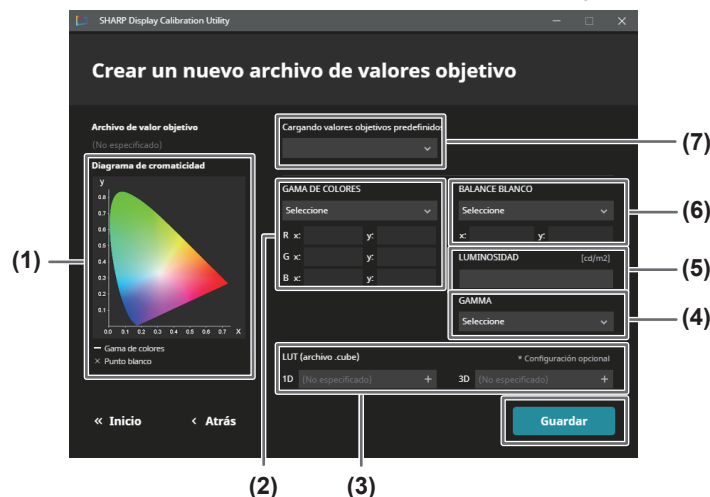 SHARP Display Calibration Utility
Crear un nuevo archivo de valores objetivo
Archivo de valor objetivo
(No especificado)
Cargando valores objetivos predefinidos
(7)
Diagrama de cromaticidad
y
0.8
0.7
0.6
0.5
0.4
0.3
0.2
0.1
0.0 0.1 0.2 0.3 0.4 0.5 0.6 0.7 X
Gama de colores
× Punto blanco
(1)
GAMA DE COLORES
Seleccione
R x: y:
G x: y:
B x: y:
BALANCE BLANCO
Seleccione
x: y:
(6)
LUMINOSIDAD [cd/m2]
(5)
GAMMA
Seleccione
(4)
LUT (archivo .cube) * Configuración opcional
1D (No especificado) + 3D (No especificado) +
« Inicio ‹ Atrás Guardar
(2) (3)